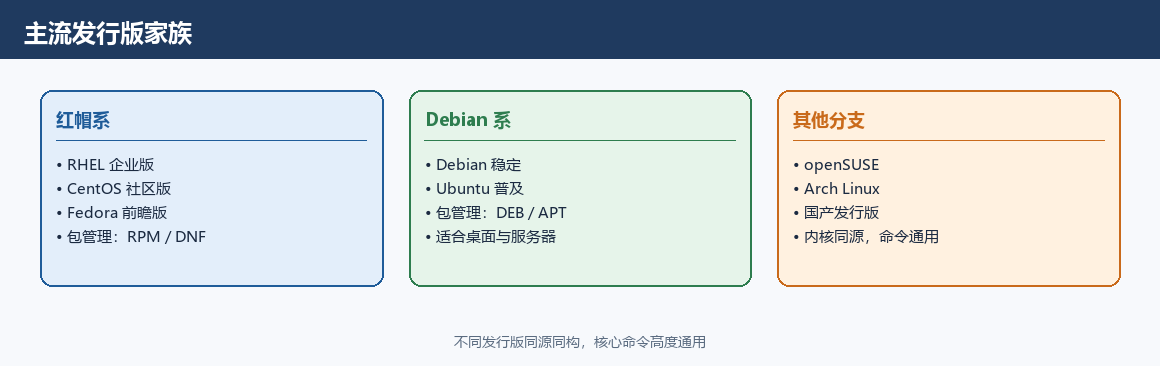 主流发行版家族
红帽系
• RHEL 企业版
• CentOS 社区版
• Fedora 前瞻版
• 包管理：RPM / DNF
Debian 系
• Debian 稳定
• Ubuntu 普及
• 包管理：DEB / APT
• 适合桌面与服务器
其他分支
• openSUSE
• Arch Linux
• 国产发行版
• 内核同源，命令通用
不同发行版同源同构，核心命令高度通用